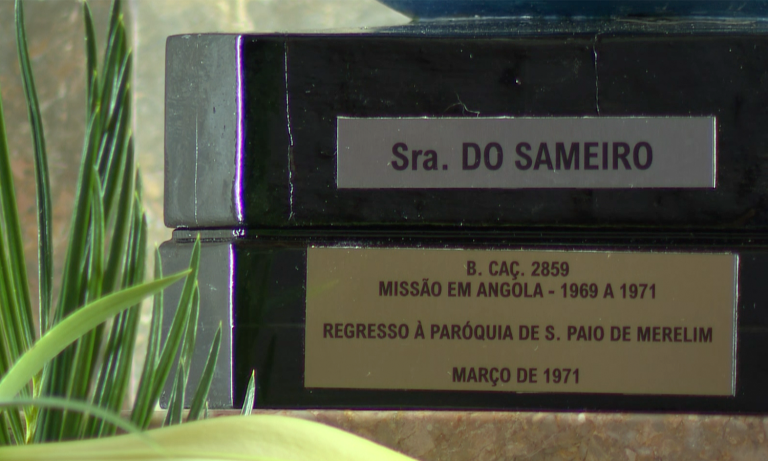 Sra. DO SAMEIRO
B. CAÇ. 2859
MISSÃO EM ANGOLA - 1969 A 1971
REGRESSO À PARÓQUIA DE S. PAIO DE MERELIM
MARÇO DE 1971